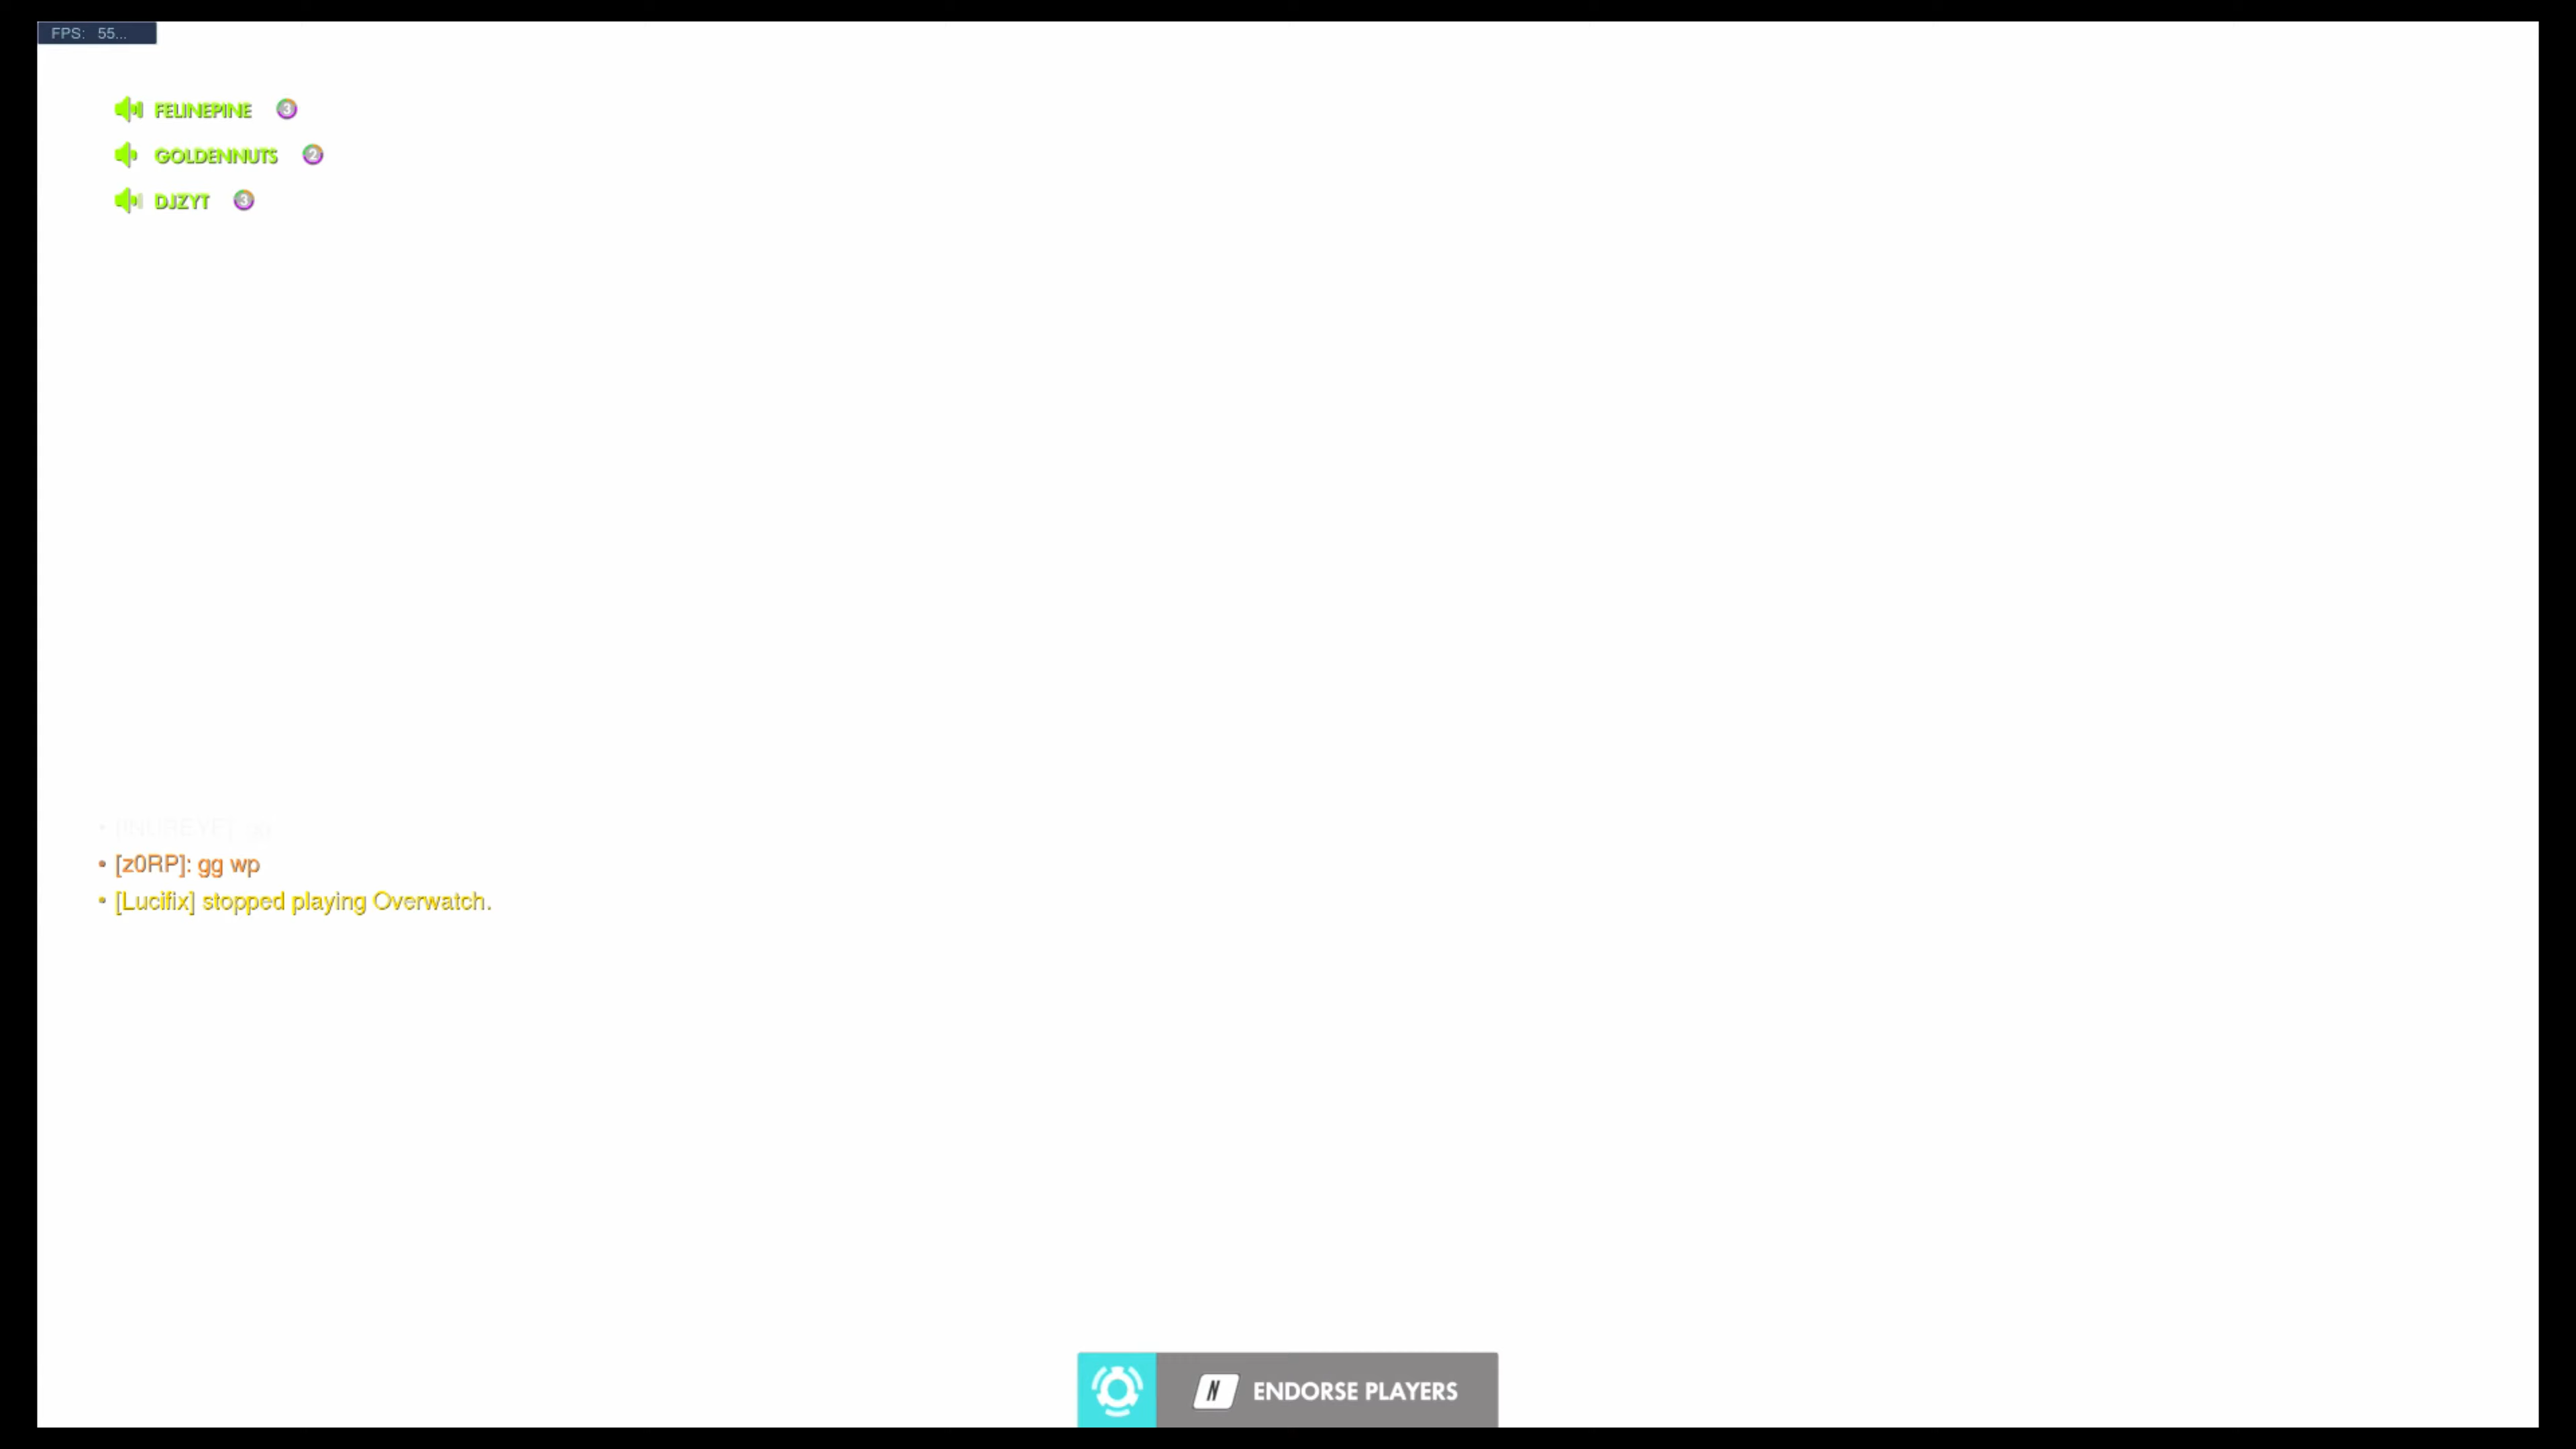 FPS: 55...
FELINEPINE 3
GOLDENNUTS 2
DJZYT 3
• [z0RP]: gg wp
• [Lucifix] stopped playing Overwatch.
N ENDORSE PLAYERS